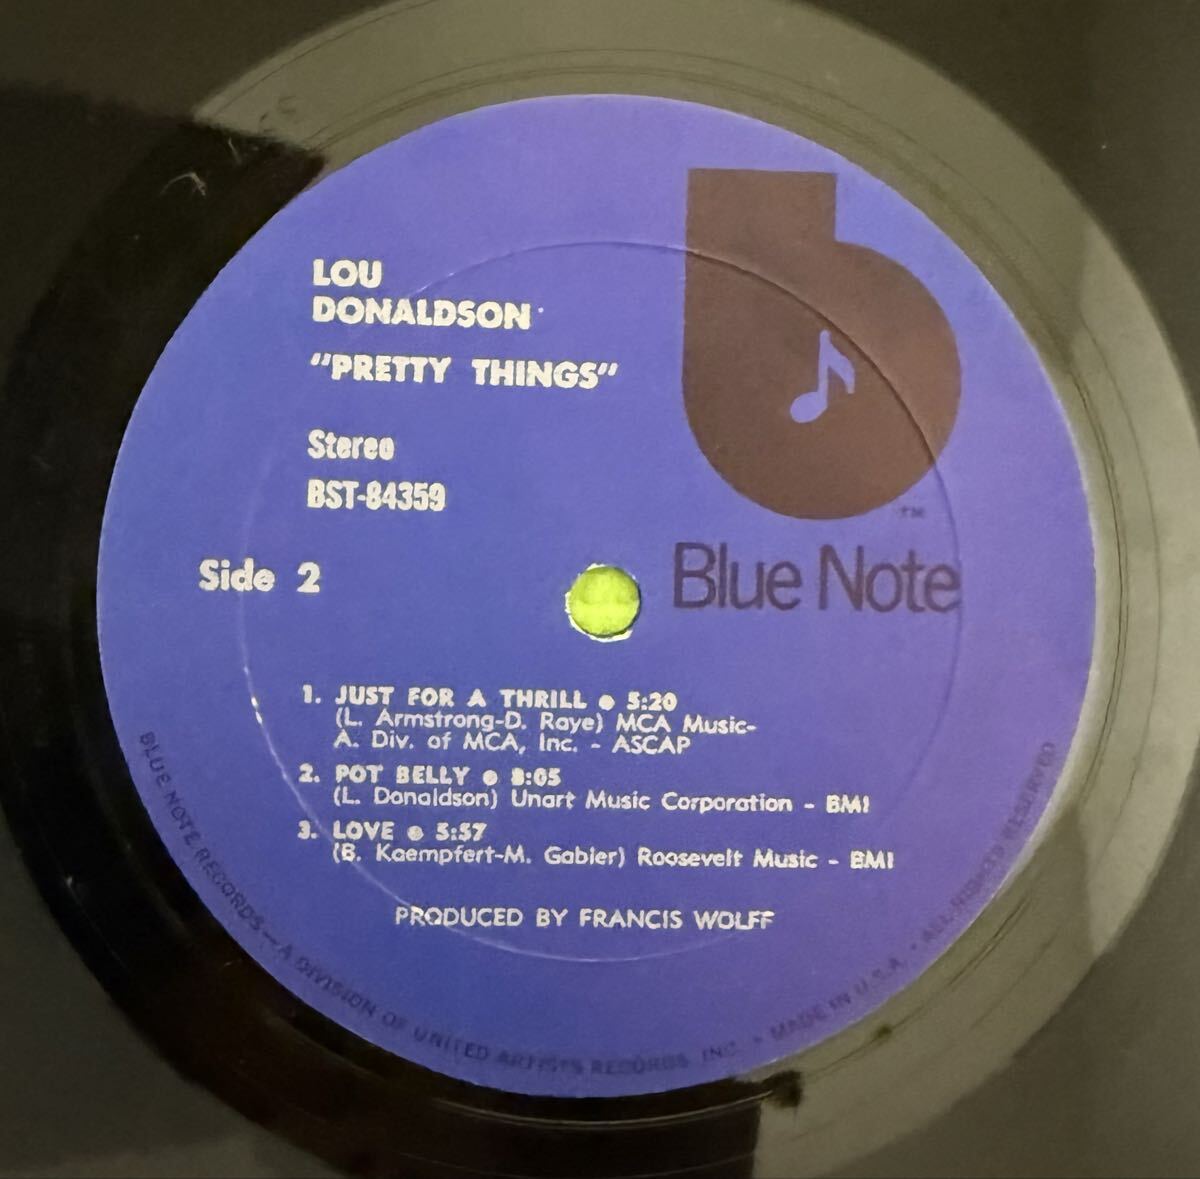 LOU
DONALDSON
"PRETTY THINGS"
Stereo
BST-84359
Side 2
TM
Blue Note
1. JUST FOR A THRILL ● 5:20
(L. Armstrong-D. Raye) MCA Music-
A. Div. of MCA, Inc. - ASCAP
2. POT BELLY ● 8:05
(L. Donaldson) Unart Music Corporation - BMI
3. LOVE ● 5:57
(B. Kaempfert-M. Gabler) Roosevelt Music - BMI
PRODUCED BY FRANCIS WOLFF
BLUE NOTE RECORDS — A DIVISION OF UNITED ARTISTS RECORDS, INC. • MADE IN U.S.A. • ALL RIGHTS RESERVED